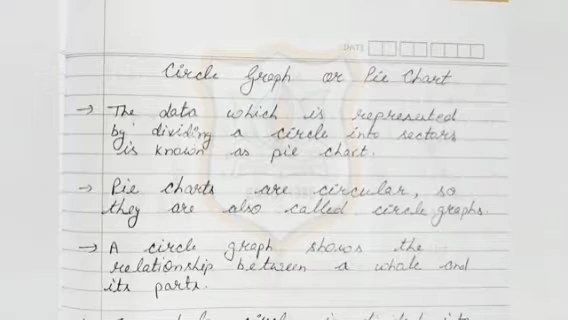 DATE
Circle Graph or Pie Chart
→ The data which is represented
by dividing a circle into sectors
is known as pie chart.
→ Pie charts are circular, so
they are also called circle graphs.
→ A circle graph shows the
relationship between a whole and
its parts.